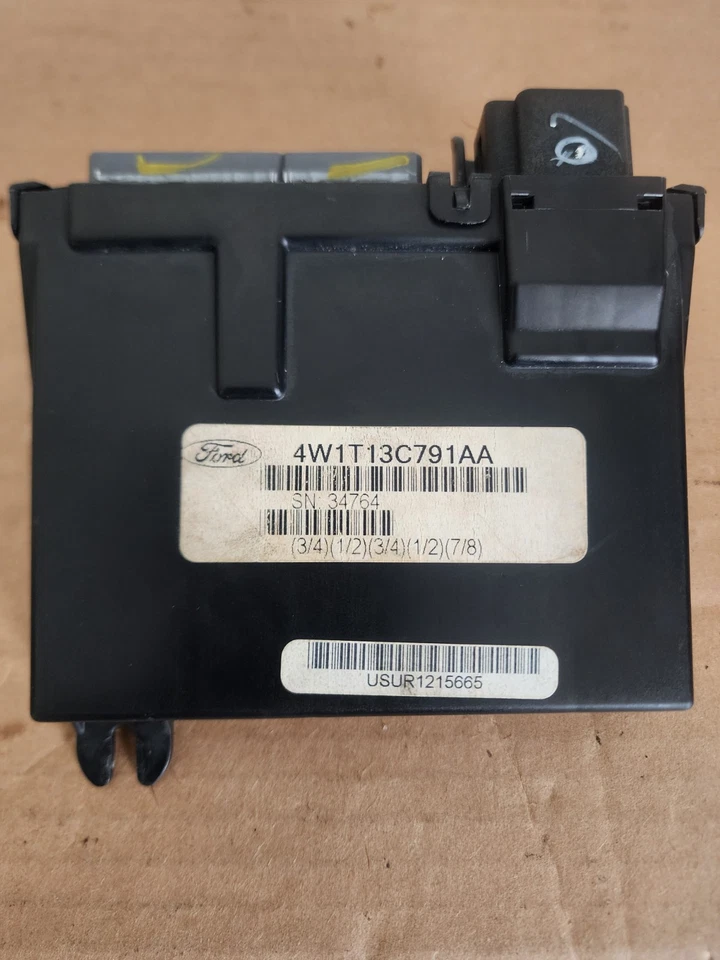 Ford
4W1T13C791AA
SN: 34764
(3/4)(1/2)(3/4)(1/2)(7/8)
USUR1215665